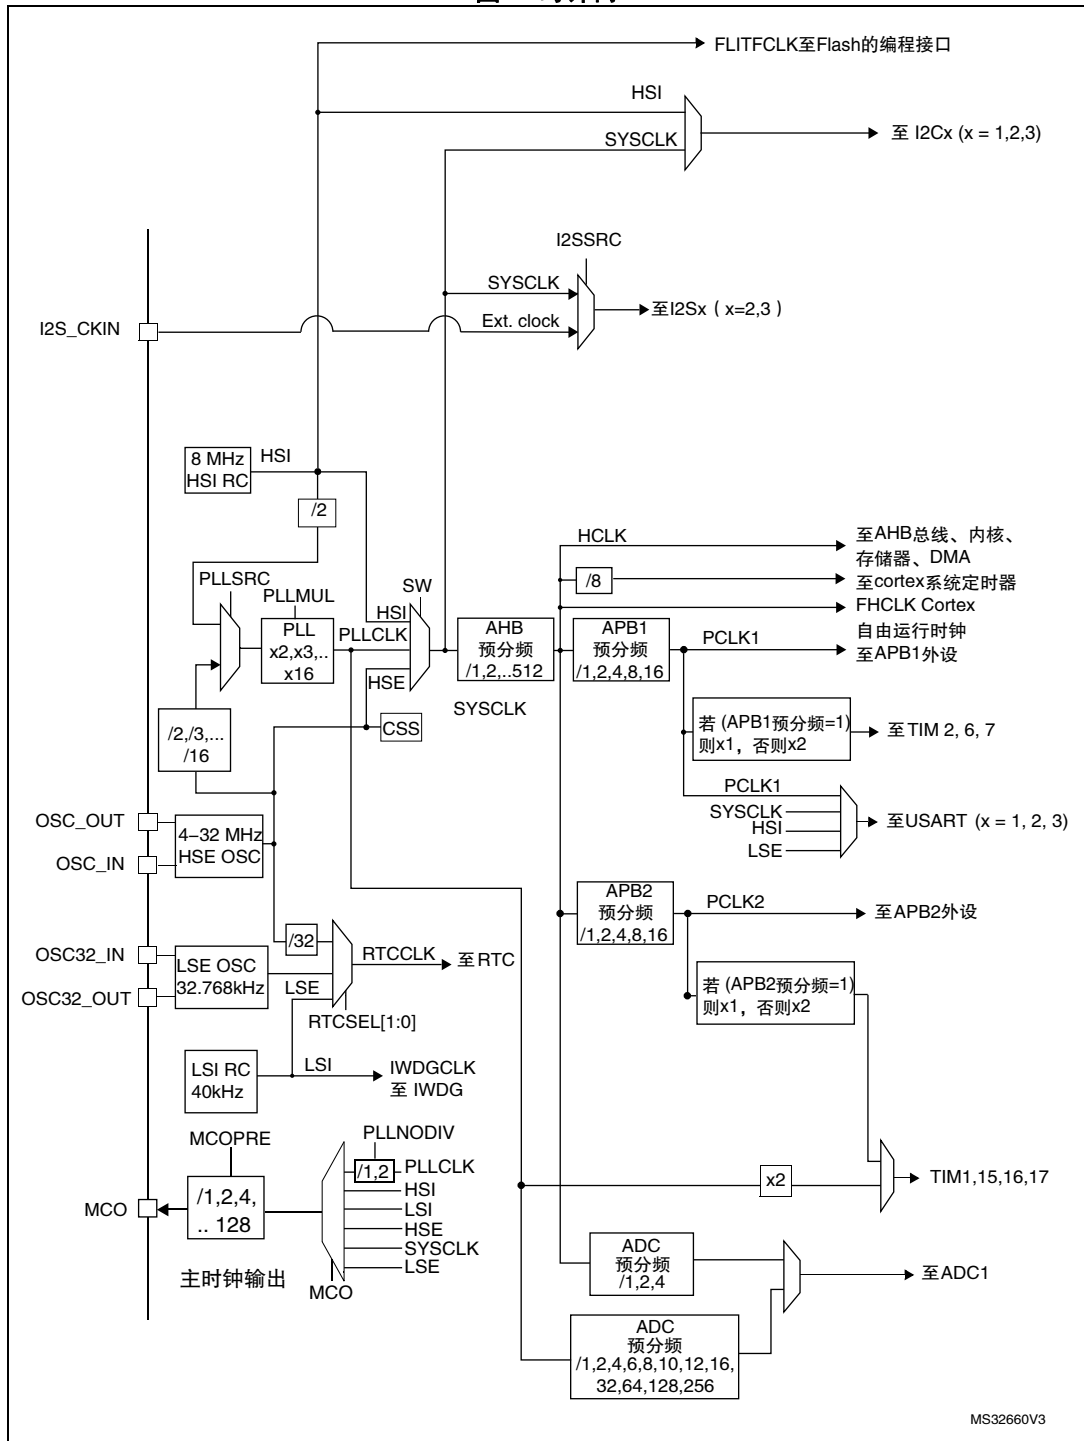 FLITFCLK至Flash的编程接口
HSI
至 I2Cx (x = 1,2,3)
SYSCLK
I2SSRC
SYSCLK
至I2Sx（x=2,3）
I2S_CKIN
Ext. clock
8 MHz
HSI RC
HSI
/2
HCLK
至AHB总线、内核、
存储器、DMA
/8
至cortex系统定时器
FHCLK Cortex
自由运行时钟
PLLSRC
PLLMUL
SW
HSI
PLL
x2,x3,..
x16
PLLCLK
HSE
AHB
预分频
/1,2,..512
APB1
预分频
/1,2,4,8,16
PCLK1
至APB1外设
SYSCLK
CSS
/2,/3,...
/16
若 (APB1预分频=1)
则x1，否则x2
至TIM 2, 6, 7
PCLK1
SYSCLK
HSI
LSE
至USART (x = 1, 2, 3)
OSC_OUT
OSC_IN
4–32 MHz
HSE OSC
APB2
预分频
/1,2,4,8,16
PCLK2
至APB2外设
/32
OSC32_IN
OSC32_OUT
LSE OSC
32.768kHz
LSE
RTCCLK
至RTC
RTCSEL[1:0]
若 (APB2预分频=1)
则x1，否则x2
LSI RC
40kHz
LSI
IWDGCLK
至 IWDG
MCOPRE
PLLNODIV
/1,2
PLLCLK
HSI
LSI
HSE
SYSCLK
LSE
MCO
/1,2,4,
.. 128
主时钟输出
MCO
x2
TIM1,15,16,17
ADC
预分频
/1,2,4
至ADC1
ADC
预分频
/1,2,4,6,8,10,12,16,
32,64,128,256
MS32660V3